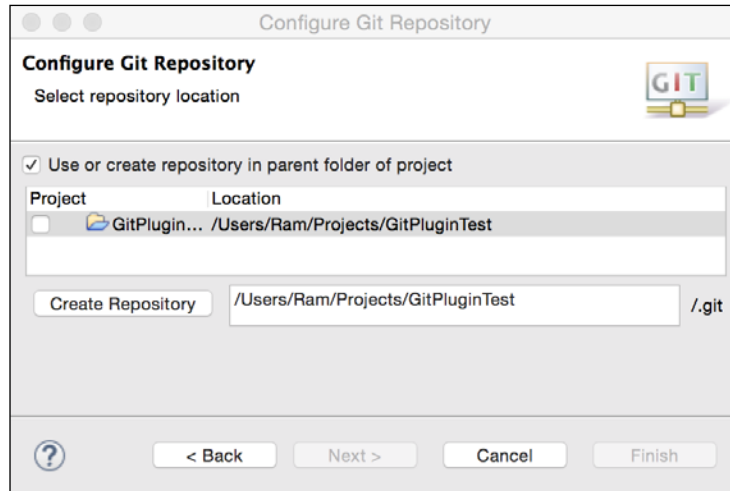 Configure Git Repository
Configure Git Repository
Select repository location
GIT
Use or create repository in parent folder of project
Project Location
GitPlugin... /Users/Ram/Projects/GitPluginTest
Create Repository /Users/Ram/Projects/GitPluginTest /.git
? < Back Next > Cancel Finish